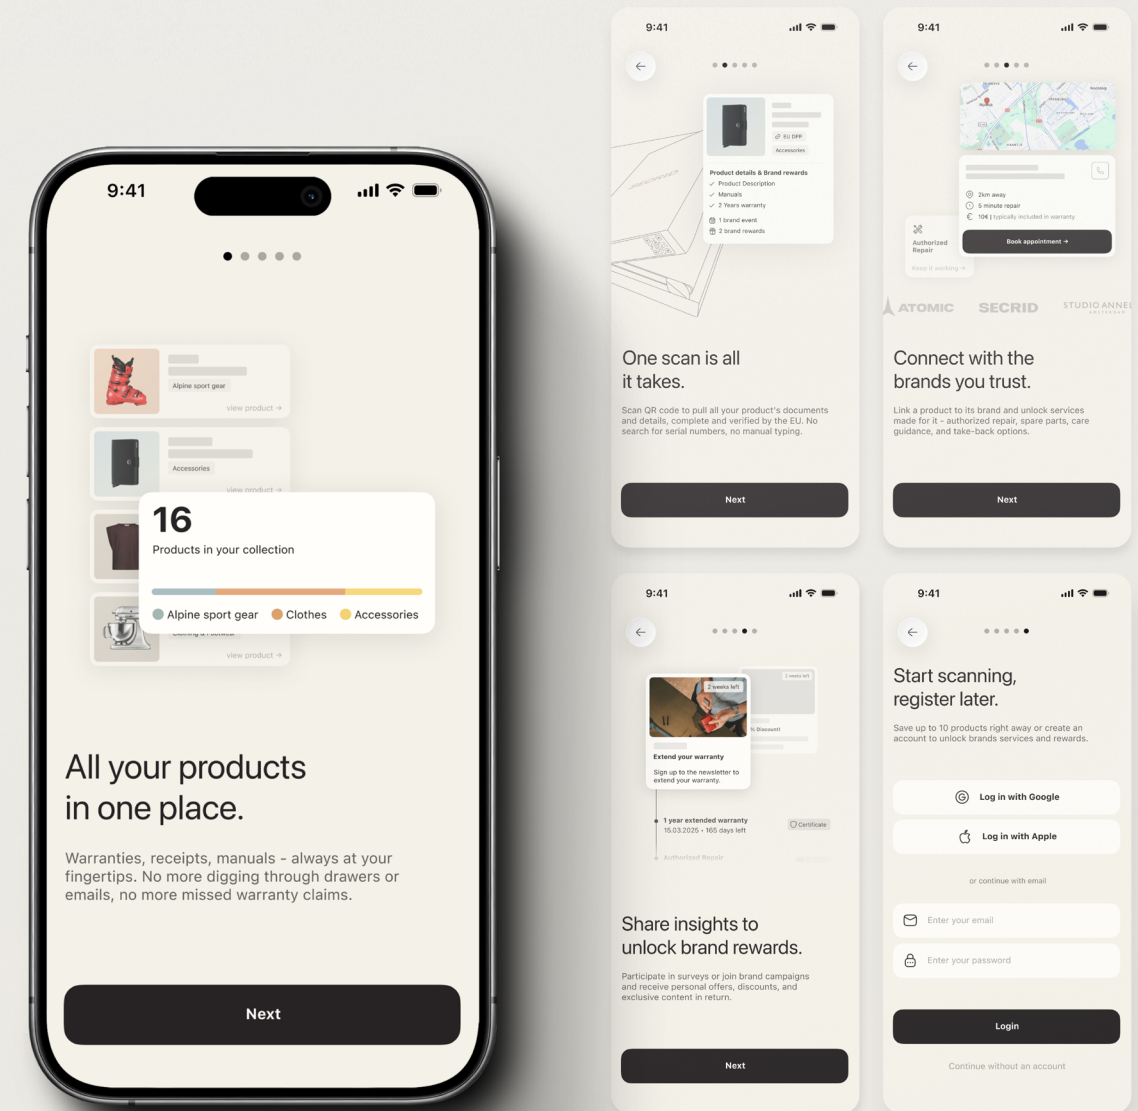 9:41
Alpine sport gear
view product →
Accessories
view product →
16
Products in your collection
Alpine sport gear
Clothes
Accessories
view product →
All your products
in one place.
Warranties, receipts, manuals - always at your
fingertips. No more digging through drawers or
emails, no more missed warranty claims.
Next
9:41
EU DPP
Accessories
Product details & Brand rewards
Product Description
Manuals
2 Years warranty
1 brand event
2 brand rewards
One scan is all
it takes.
Scan QR code to pull all your product's documents
and details, complete and verified by the EU. No
search for serial numbers, no manual typing.
Next
9:41
2km away
5 minute repair
10€ | typically included in warranty
Book appointment →
Authorized
Repair
Keep it working →
ATOMIC
SECRID
STUDIO ANNEL
Connect with the
brands you trust.
Link a product to its brand and unlock services
made for it - authorized repair, spare parts, care
guidance, and take-back options.
Next
9:41
2 weeks left
2 weeks left
% Discount!
Extend your warranty
Sign up to the newsletter to
extend your warranty.
1 year extended warranty
15.03.2025 • 165 days left
Certificate
Authorized Repair
Share insights to
unlock brand rewards.
Participate in surveys or join brand campaigns
and receive personal offers, discounts, and
exclusive content in return.
Next
9:41
Start scanning,
register later.
Save up to 10 products right away or create an
account to unlock brands services and rewards.
Log in with Google
Log in with Apple
or continue with email
Enter your email
Enter your password
Login
Continue without an account